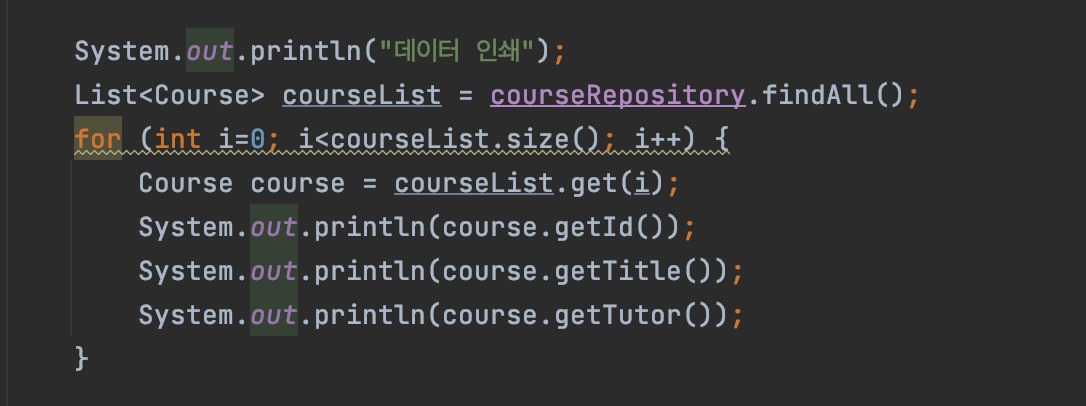 System.out.println("데이터 인쇄");
List<Course> courseList = courseRepository.findAll();
for (int i=0; i<courseList.size(); i++) {
    Course course = courseList.get(i);
    System.out.println(course.getId());
    System.out.println(course.getTitle());
    System.out.println(course.getTutor());
}